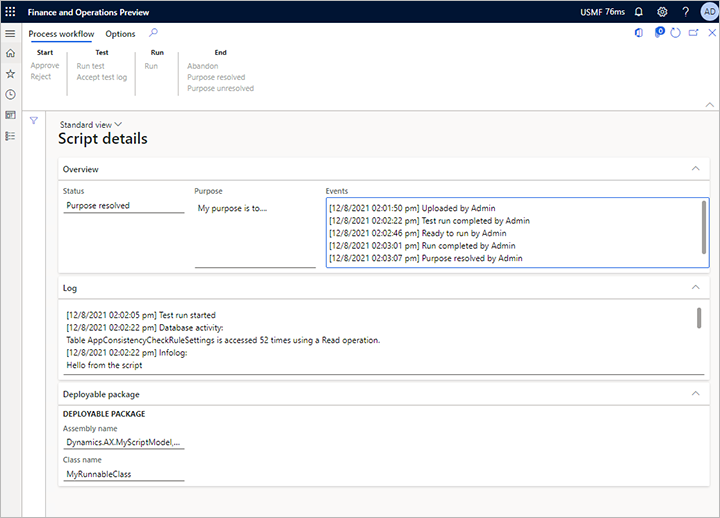 Finance and Operations Preview
USMF 76ms
AD
Process workflow Options
0
Start Test Run End
Approve Run test Run Abandon
Reject Accept test log Purpose resolved
Purpose unresolved
Standard view
Script details
Overview
Status Purpose Events
Purpose resolved My purpose is to....
[12/8/2021 02:01:50 pm] Uploaded by Admin
[12/8/2021 02:02:22 pm] Test run completed by Admin
[12/8/2021 02:02:46 pm] Ready to run by Admin
[12/8/2021 02:03:01 pm] Run completed by Admin
[12/8/2021 02:03:07 pm] Purpose resolved by Admin
Log
[12/8/2021 02:02:05 pm] Test run started
[12/8/2021 02:02:22 pm] Database activity:
Table AppConsistencyCheckRuleSettings is accessed 52 times using a Read operation.
[12/8/2021 02:02:22 pm] Infolog:
Hello from the script
Deployable package
DEPLOYABLE PACKAGE
Assembly name
Dynamics.AX.MyScriptModel,...
Class name
MyRunnableClass